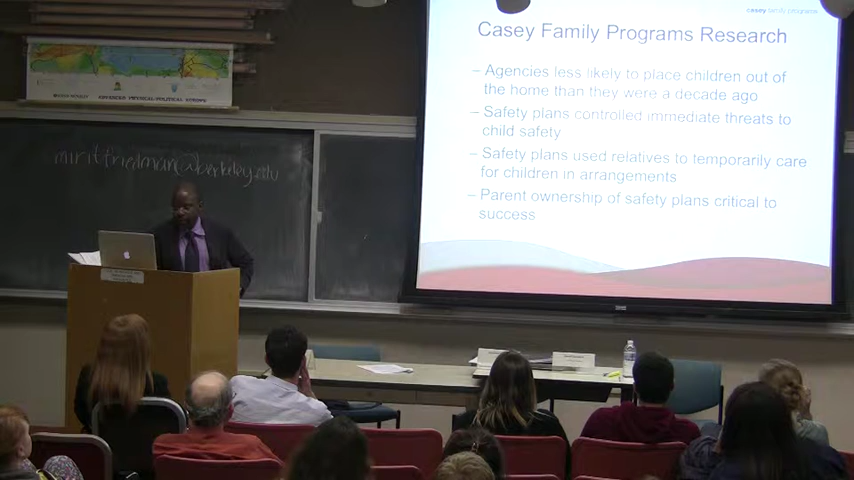 casey family programs
Casey Family Programs Research
– Agencies less likely to place children out of
the home than they were a decade ago
– Safety plans controlled immediate threats to
child safety
– Safety plans used relatives to temporarily care
for children in arrangements
– Parent ownership of safety plans critical to
success
miritfriedman@berkeley.edu